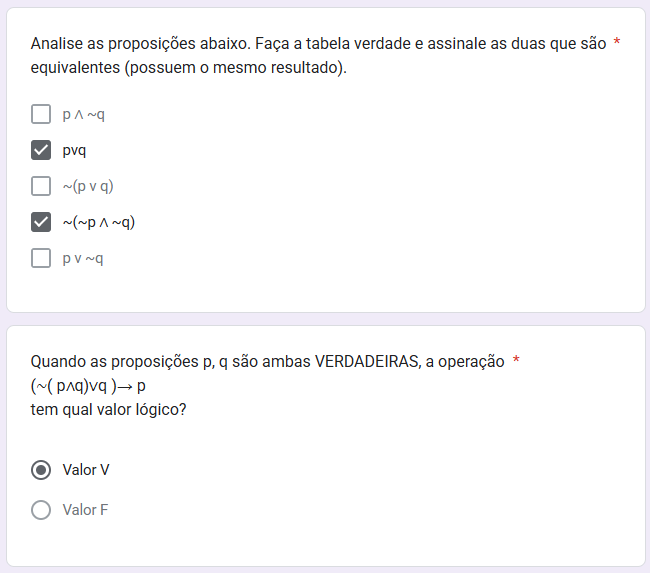 Analise as proposições abaixo. Faça a tabela verdade e assinale as duas que são *
equivalentes (possuem o mesmo resultado).
p ∧ ~q
pvq
~(p v q)
~(~p ∧ ~q)
p v ~q
Quando as proposições p, q são ambas VERDADEIRAS, a operação *
(~( p∧q)∨q )→ p
tem qual valor lógico?
Valor V
Valor F